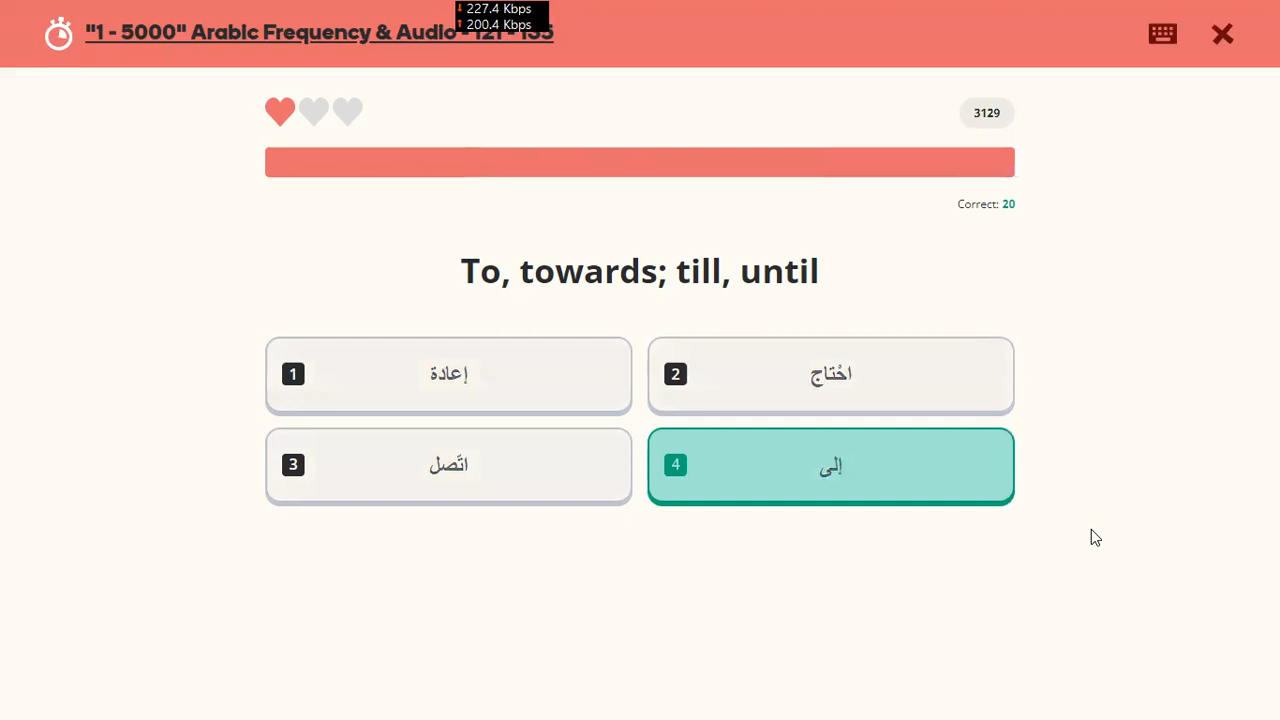 227.4 Kbps
200.4 Kbps
"1 - 5000" Arabic Frequency & Audio - 121 - 135
3129
Correct: 20
To, towards; till, until
1 إعادة
2 احْتاج
3 اتّصل
4 إلى